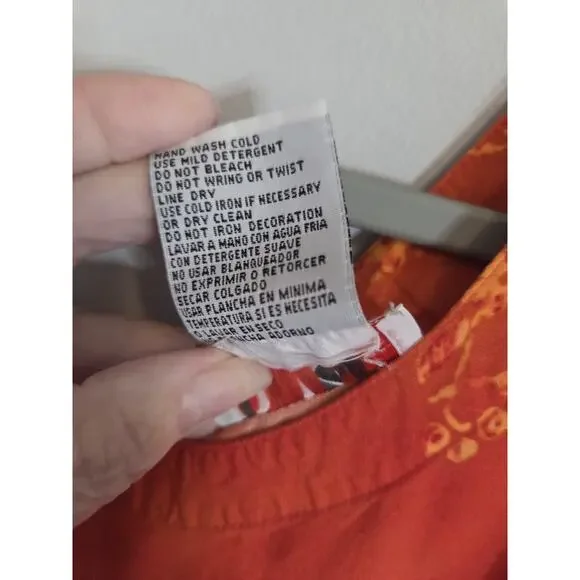 HAND WASH COLD
USE MILD DETERGENT
DO NOT BLEACH
DO NOT WRING OR TWIST
LINE DRY
USE COLD IRON IF NECESSARY
OR DRY CLEAN
DO NOT IRON DECORATION
LAVAR A MANO CON AGUA FRIA
CON DETERGENTE SUAVE
NO USAR BLANQUEADOR
NO EXPRIMIR O RETORCER
SECAR COLGADO
USAR PLANCHA EN MINIMA
TEMPERATURA SI ES NECESITA
O LAVAR EN SECO
ADORNO